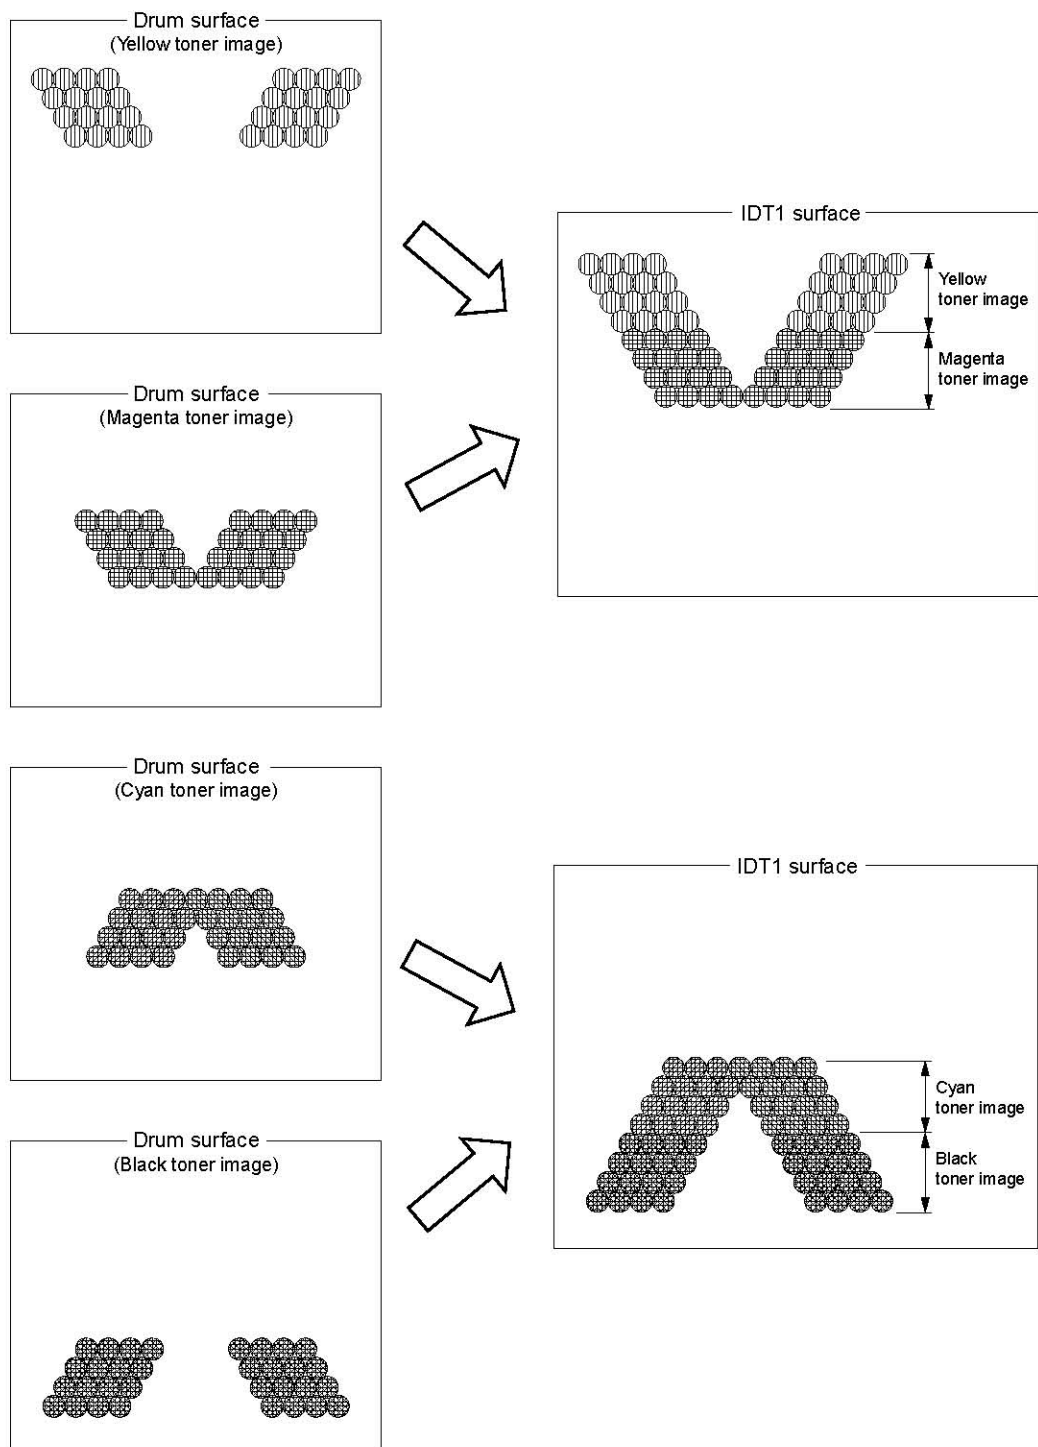 Drum surface
(Yellow toner image)
IDT1 surface
Yellow
toner image
Magenta
toner image
Drum surface
(Magenta toner image)
Drum surface
(Cyan toner image)
IDT1 surface
Cyan
toner image
Black
toner image
Drum surface
(Black toner image)